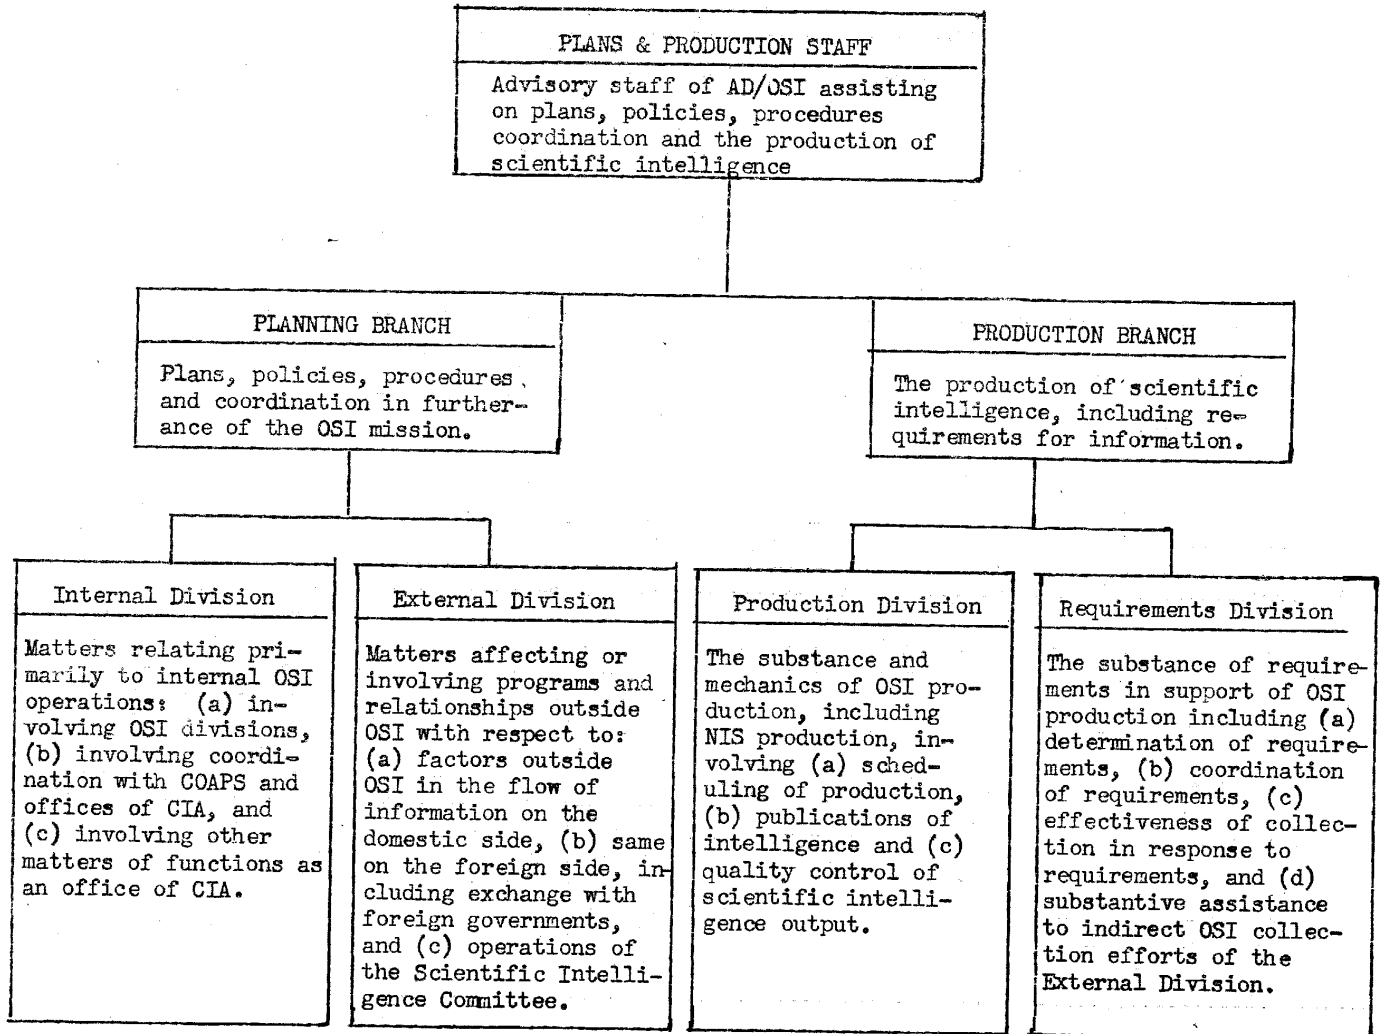 PLANS & PRODUCTION STAFF
Advisory staff of AD/OSI assisting
on plans, policies, procedures
coordination and the production of
scientific intelligence
PLANNING BRANCH
Plans, policies, procedures
and coordination in further-
ance of the OSI mission.
PRODUCTION BRANCH
The production of scientific
intelligence, including re-
quirements for information.
Internal Division
Matters relating pri-
marily to internal OSI
operations: (a) in-
volving OSI divisions,
(b) involving coordi-
nation with COAPS and
offices of CIA, and
(c) involving other
matters of functions as
an office of CIA.
External Division
Matters affecting or
involving programs and
relationships outside
OSI with respect to:
(a) factors outside
OSI in the flow of
information on the
domestic side, (b) same
on the foreign side, in-
cluding exchange with
foreign governments,
and (c) operations of
the Scientific Intelli-
gence Committee.
Production Division
The substance and
mechanics of OSI pro-
duction, including
NIS production, in-
volving (a) sched-
uling of production,
(b) publications of
intelligence and (c)
quality control of
scientific intelli-
gence output.
Requirements Division
The substance of require-
ments in support of OSI
production including (a)
determination of require-
ments, (b) coordination
of requirements, (c)
effectiveness of collec-
tion in response to
requirements, and (d)
substantive assistance
to indirect OSI collec-
tion efforts of the
External Division.